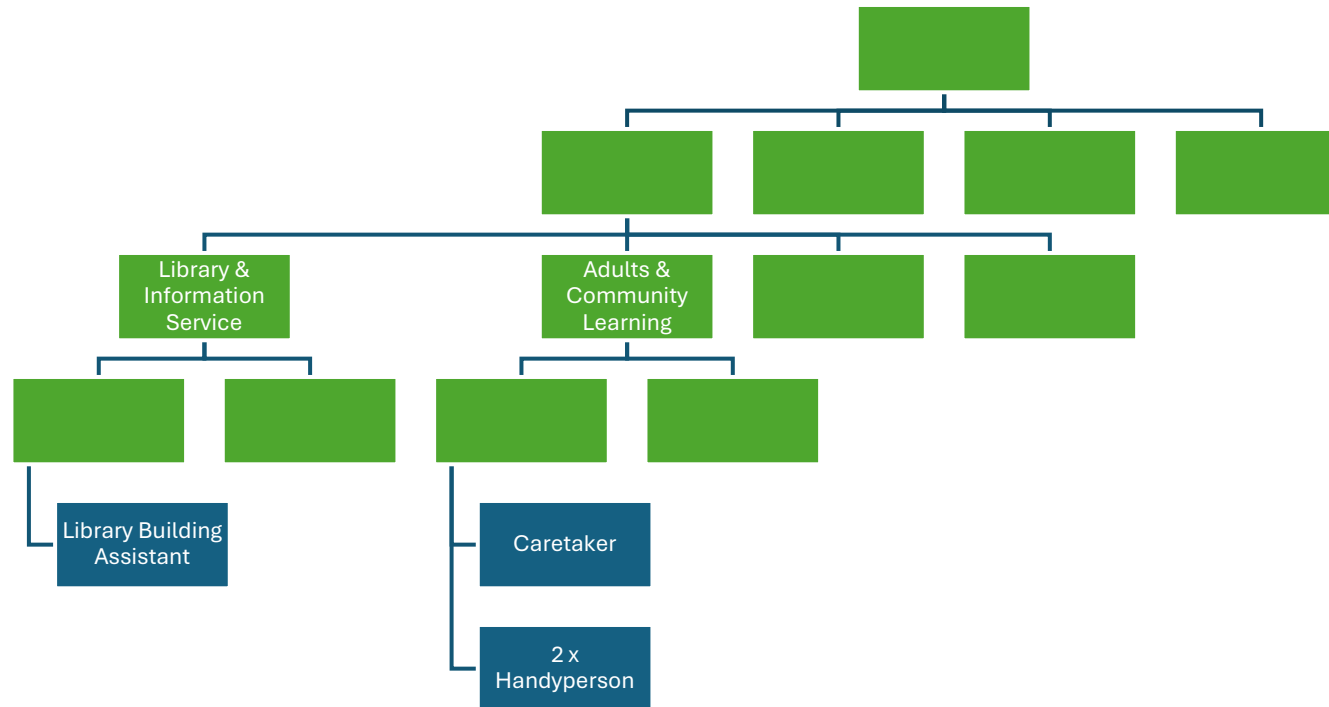 Library &
Information
Service
Adults &
Community
Learning
Library Building
Assistant
Caretaker
2 x
Handyperson